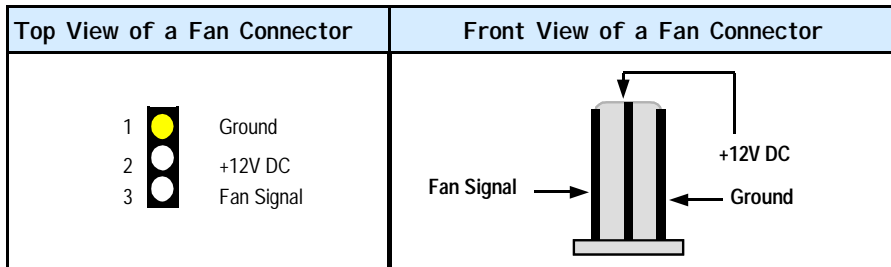 Top View of a Fan Connector
Front View of a Fan Connector
1 Ground
2 +12V DC
3 Fan Signal
+12V DC
Fan Signal
Ground